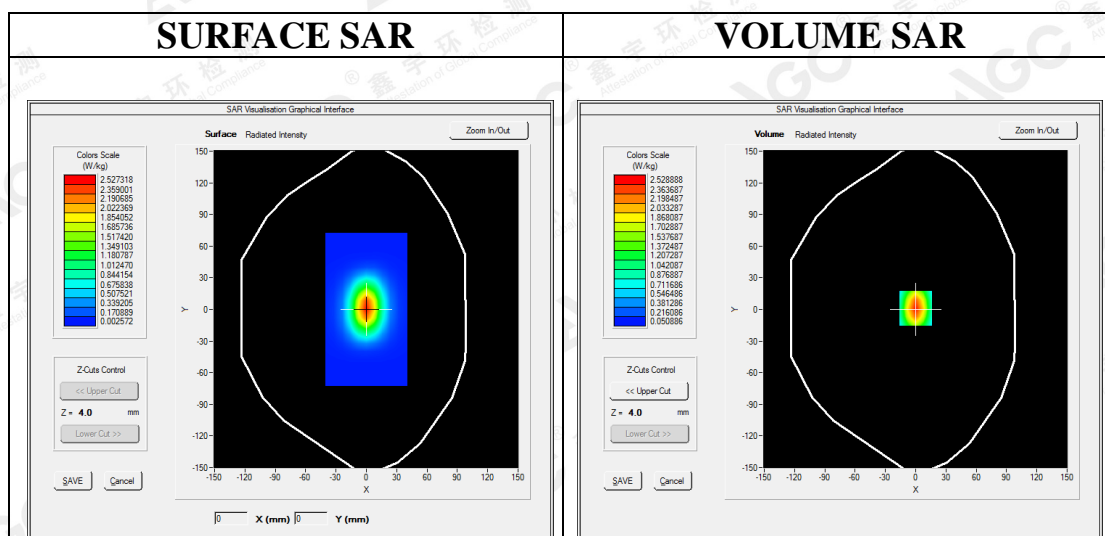 SURFACE SAR
VOLUME SAR
SAR Visualisation Graphical Interface
Surface Radiated Intensity
Zoom In/Out
Colors Scale
(W/kg)
2.527318
2.359001
2.190685
2.022369
1.854052
1.685736
1.517420
1.349103
1.180787
1.012470
0.844154
0.675838
0.507521
0.339205
0.170889
0.002572
Z-Cuts Control
<< Upper Cut
Z = 4.0 mm
Lower Cut >>
SAVE Cancel
150
120
90
60
30
0
-30
-60
-90
-120
-150
Y
-150 -120 -90 -60 -30 0 30 60 90 120 150
X
0 X (mm) 0 Y (mm)
SAR Visualisation Graphical Interface
Volume Radiated Intensity
Zoom In/Out
Colors Scale
(W/kg)
2.528888
2.363687
2.198487
2.033287
1.868087
1.702887
1.537687
1.372487
1.207287
1.042087
0.876887
0.711686
0.546486
0.381286
0.216086
0.050886
Z-Cuts Control
<< Upper Cut
Z = 4.0 mm
Lower Cut >>
SAVE Cancel
150
120
90
60
30
0
-30
-60
-90
-120
-150
Y
-150 -120 -90 -60 -30 0 30 60 90 120 150
X